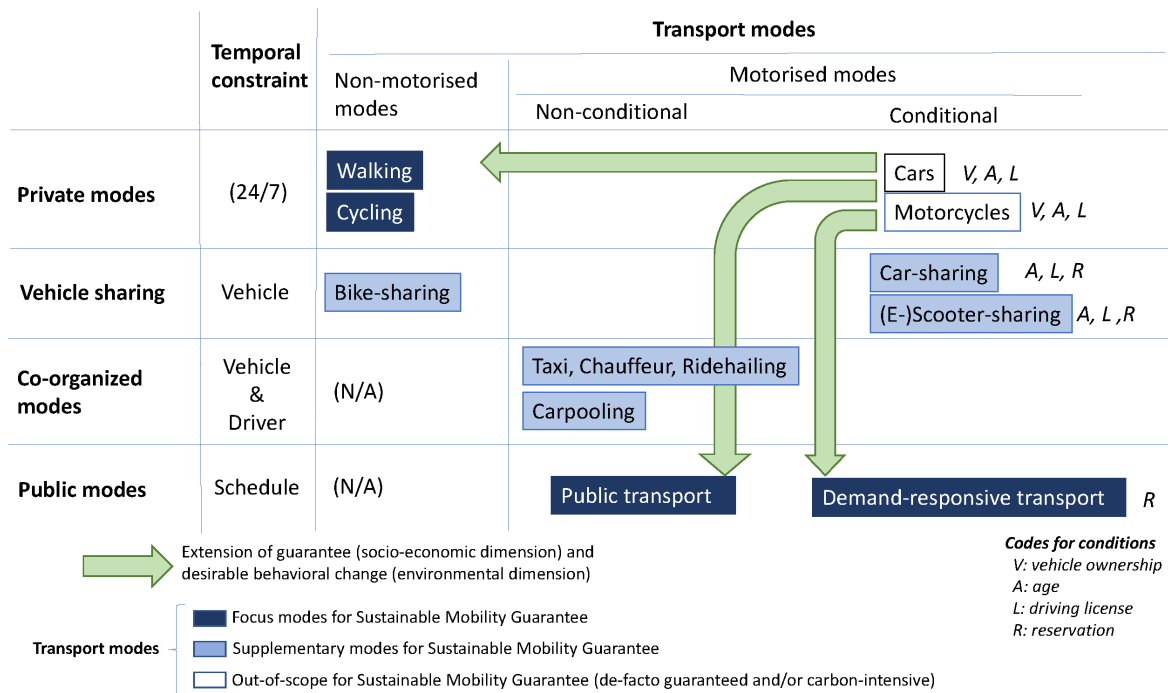 Transport modes
Temporal
constraint
Non-motorised
modes
Motorised modes
Non-conditional
Conditional
Private modes
(24/7)
Walking
Cycling
Cars
V, A, L
Motorcycles
V, A, L
Vehicle sharing
Vehicle
Bike-sharing
Car-sharing
A, L, R
(E-)Scooter-sharing
A, L ,R
Co-organized
modes
Vehicle
&
Driver
(N/A)
Taxi, Chauffeur, Ridehailing
Carpooling
Public modes
Schedule
(N/A)
Public transport
Demand-responsive transport
R
Extension of guarantee (socio-economic dimension) and
desirable behavioral change (environmental dimension)
Codes for conditions
V: vehicle ownership
A: age
L: driving license
R: reservation
Transport modes
Focus modes for Sustainable Mobility Guarantee
Supplementary modes for Sustainable Mobility Guarantee
Out-of-scope for Sustainable Mobility Guarantee (de-facto guaranteed and/or carbon-intensive)